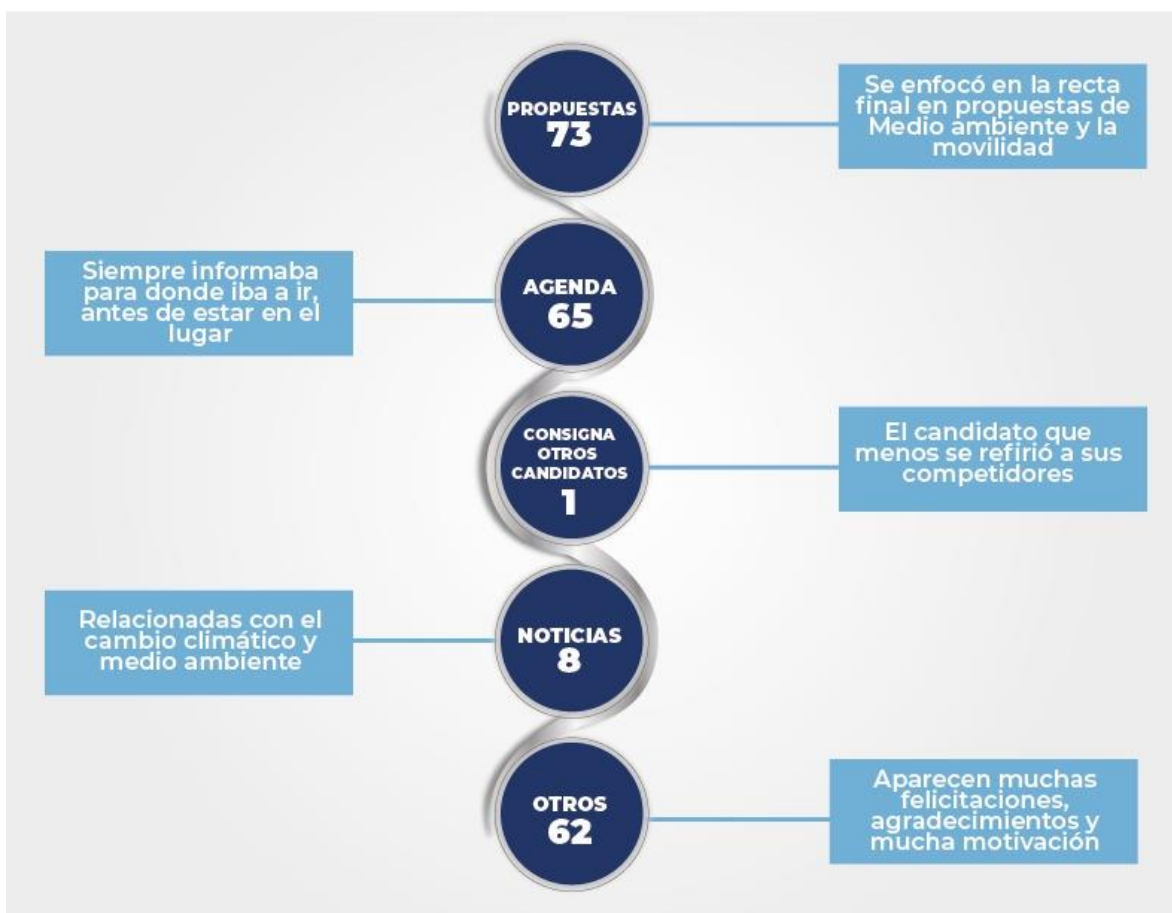 PROPUESTAS
73
Se enfocó en la recta
final en propuestas de
Medio ambiente y la
movilidad
Siempre informaba
para donde iba a ir,
antes de estar en el
lugar
AGENDA
65
CONSIGNA
OTROS
CANDIDATOS
1
El candidato que
menos se refirió a sus
competidores
Relacionadas con el
cambio climático y
medio ambiente
NOTICIAS
8
OTROS
62
Aparecen muchas
felicitaciones,
agradecimientos y
mucha motivación